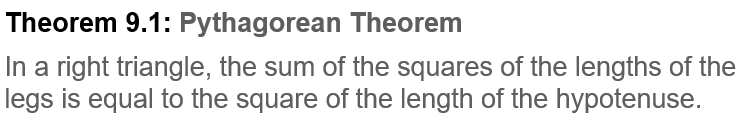 Theorem 9.1: Pythagorean Theorem
In a right triangle, the sum of the squares of the lengths of the
legs is equal to the square of the length of the hypotenuse.